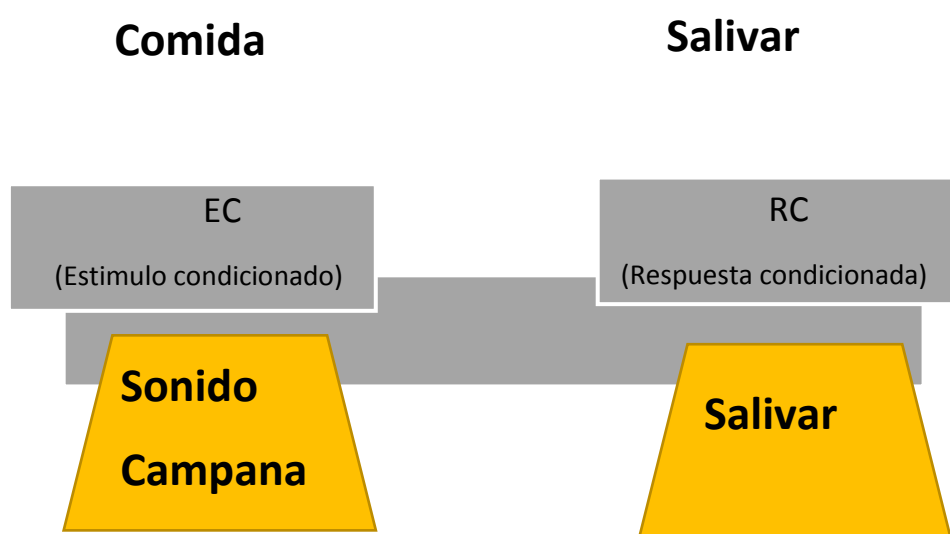 Comida
Salivar
EC
(Estimulo condicionado)
RC
(Respuesta condicionada)
Sonido
Campana
Salivar